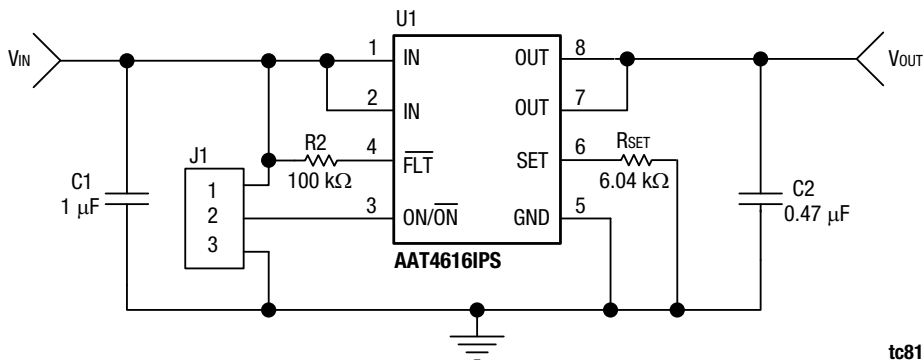 U1
VIN
1
IN
OUT
8
VOUT
2
IN
OUT
7
R2
100 kΩ
4
FLT
SET
6
RSET
6.04 kΩ
J1
1
2
3
C1
1 μF
3
ON/ON
GND
5
C2
0.47 μF
AAT4616IPS
tc81